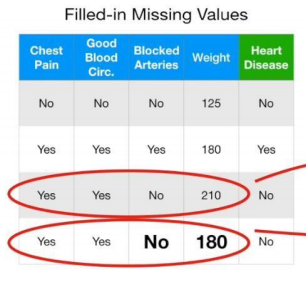 Filled-in Missing Values
Chest Pain Good Blood Circ. Blocked Arteries Weight Heart Disease
No No No 125 No
Yes Yes Yes 180 Yes
Yes Yes No 210 No
Yes Yes No 180 No